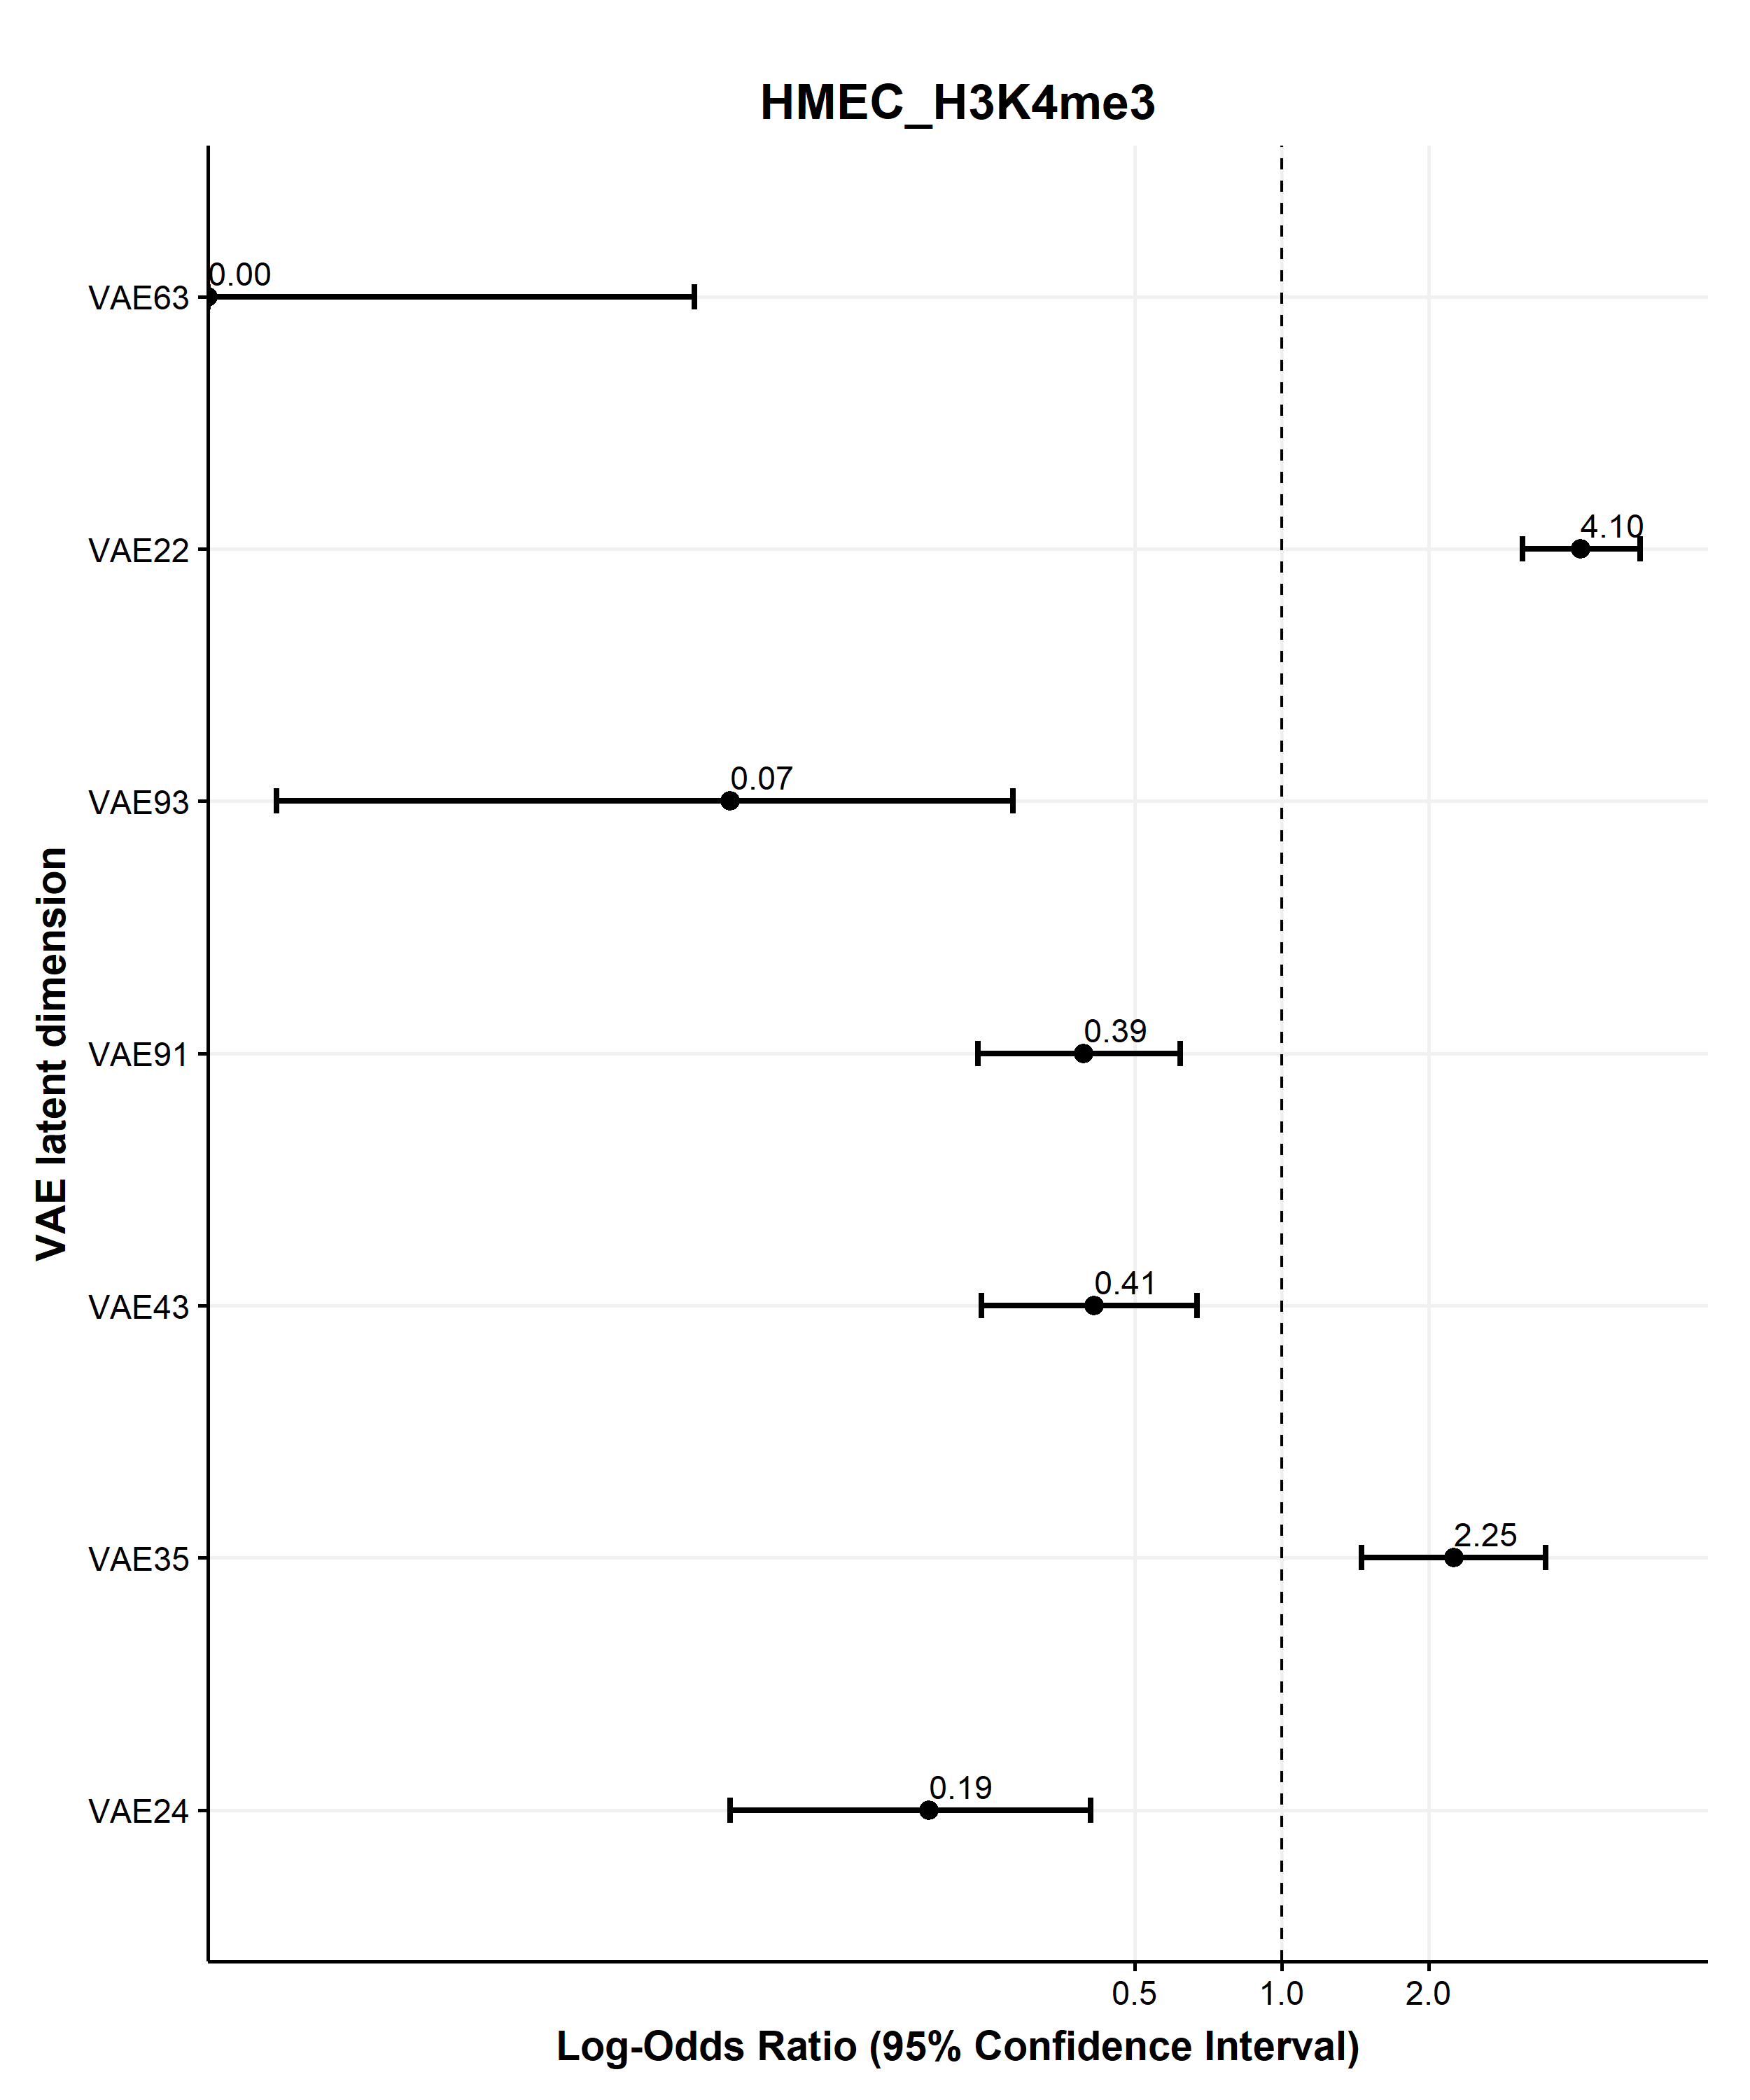 HMEC_H3K4me3
0.00
VAE63
4.10
VAE22
0.07
VAE93
VAE latent dimension
0.39
VAE91
0.41
VAE43
2.25
VAE35
0.19
VAE24
0.5 1.0 2.0
Log-Odds Ratio (95% Confidence Interval)